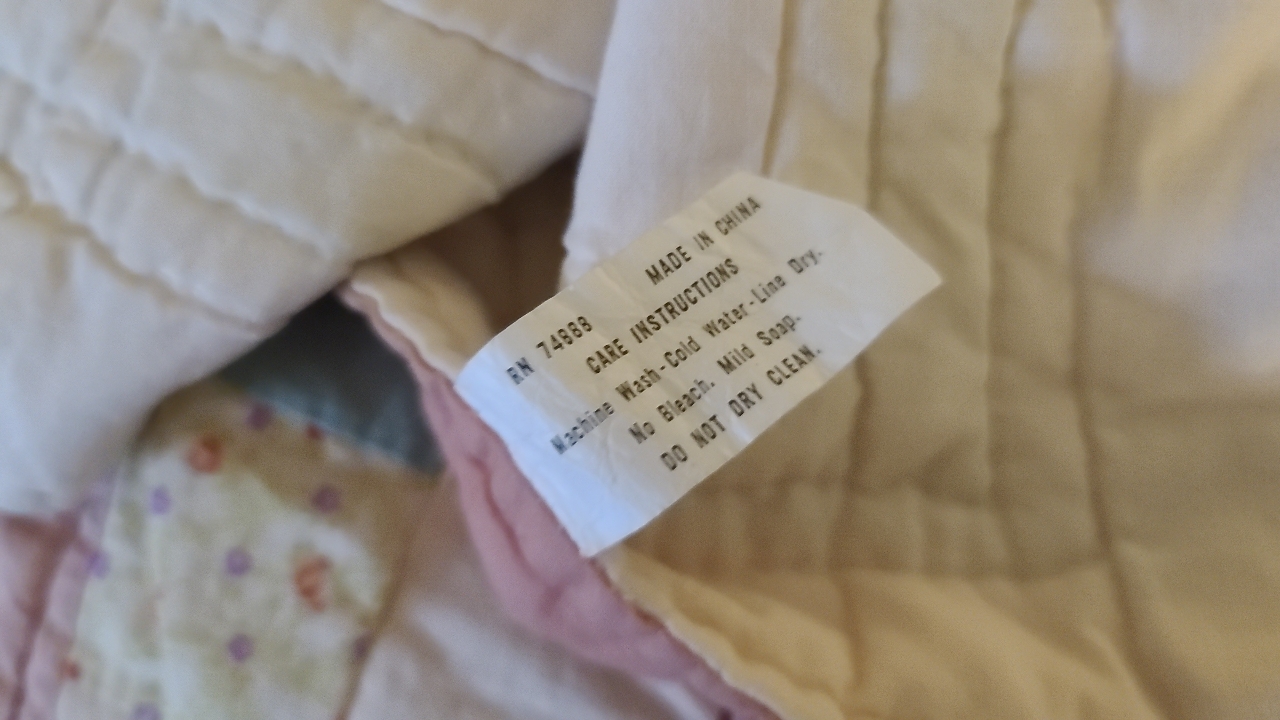 MADE IN CHINA
RN 74888
CARE INSTRUCTIONS
Machine Wash-Cold Water-Line Dry.
No Bleach. Mild Soap.
DO NOT DRY CLEAN.